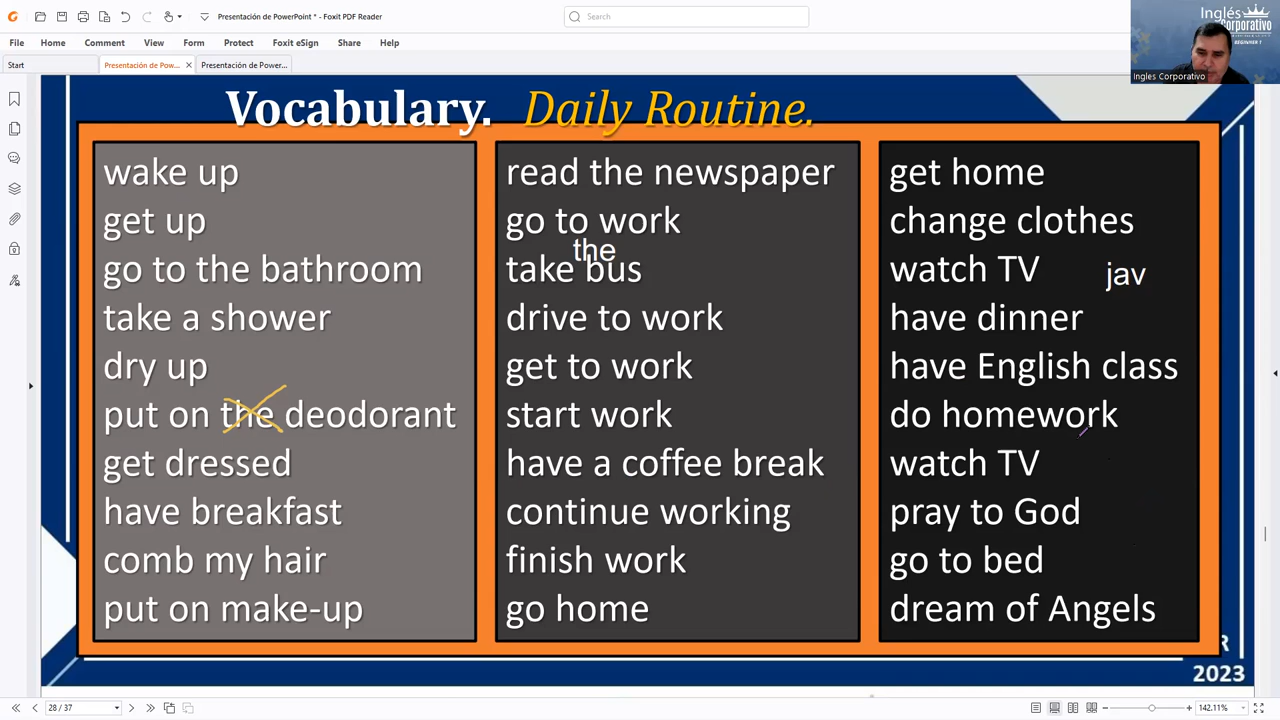 Presentación de PowerPoint * - Foxit PDF Reader
Search
File Home Comment View Form Protect Foxit eSign Share Help
Start
Presentación de Pow...
Presentación de Power...
Inglés
Corporativo
BEGINNER 1
Ingles Corporativo
Vocabulary. Daily Routine.
wake up
get up
go to the bathroom
take a shower
dry up
put on the deodorant
get dressed
have breakfast
comb my hair
put on make-up
read the newspaper
go to work
the
take bus
drive to work
get to work
start work
have a coffee break
continue working
finish work
go home
get home
change clothes
watch TV
jav
have dinner
have English class
do homework
watch TV
pray to God
go to bed
dream of Angels
R
2023
28 / 37
142.11%